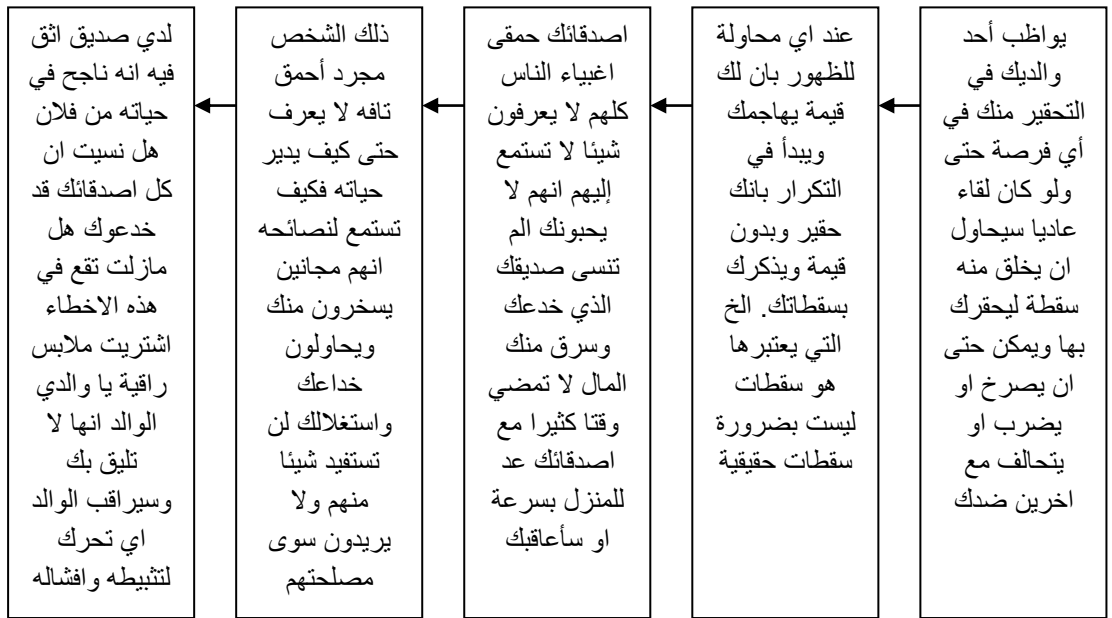 يواظب أحد
والديك في
التحقير منك في
أي فرصة حتى
ولو كان لقاء
عاديا سيحاول
ان يخلق منه
سقطة ليحقرك
بها ويمكن حتى
ان يصرخ او
يضرب او
يتحالف مع
اخرين ضدك
عند اي محاولة
للظهور بان لك
قيمة يهاجمك
ويبدأ في
التكرار بانك
حقير وبدون
قيمة ويذكرك
بسقطاتك. الخ
التي يعتبرها
هو سقطات
ليست بضرورة
سقطات حقيقية
اصدقائك حمقى
اغبياء الناس
كلهم لا يعرفون
شيئا لا تستمع
إليهم انهم لا
يحبونك الم
تنسى صديقك
الذي خدعك
وسرق منك
المال لا تمضي
وقتا كثيرا مع
اصدقائك عد
للمنزل بسرعة
او سأعاقبك
ذلك الشخص
مجرد أحمق
تافه لا يعرف
حتى كيف يدير
حياته فكيف
تستمع لنصائحه
انهم مجانين
يسخرون منك
ويحاولون
خداعك
واستغلالك لن
تستفيد شيئا
منهم ولا
يريدون سوى
مصلحتهم
لدي صديق اثق
فيه انه ناجح في
حياته من فلان
هل نسيت ان
كل اصدقائك قد
خدعوك هل
مازلت تقع في
هذه الاخطاء
اشتريت ملابس
راقية يا والدي
الوالد انها لا
تليق بك
وسيراقب الوالد
اي تحرك
لتثبيطه وافشاله